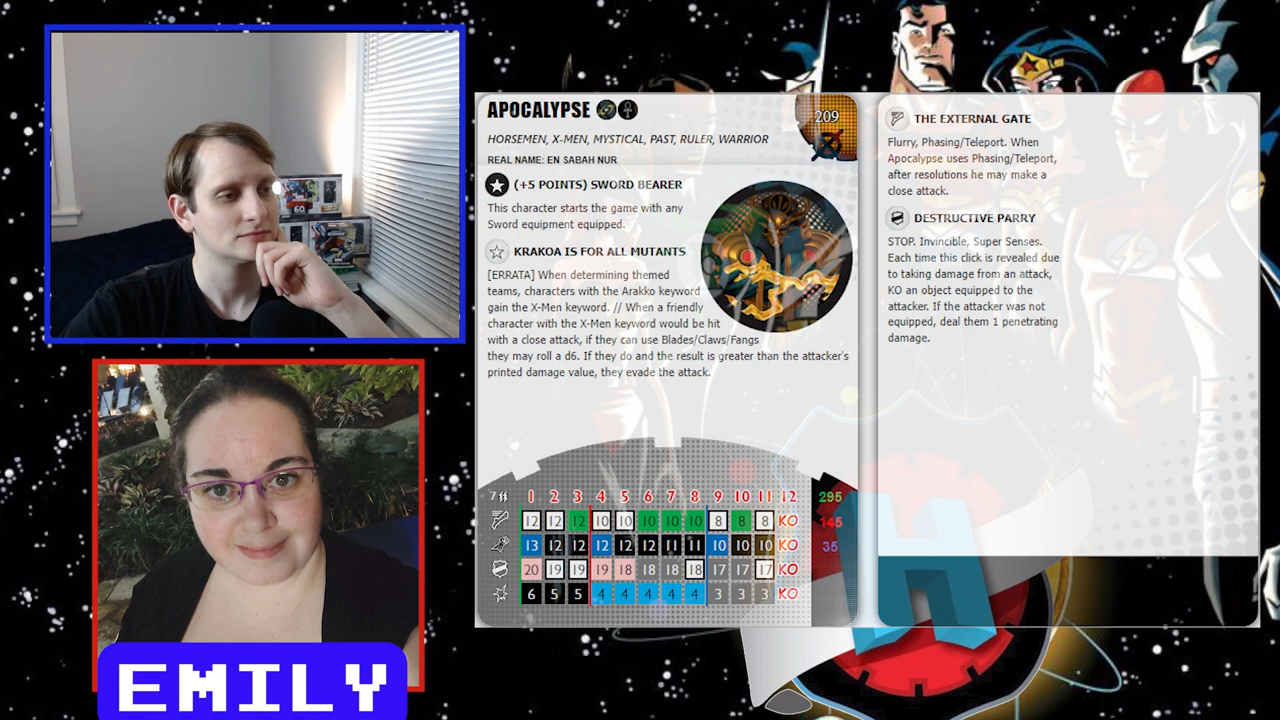 APOCALYPSE
209
HORSEMEN, X-MEN, MYSTICAL, PAST, RULER, WARRIOR
REAL NAME: EN SABAH NUR
(+5 POINTS) SWORD BEARER
This character starts the game with any
Sword equipment equipped.
KRAKOA IS FOR ALL MUTANTS
[ERRATA] When determining themed
teams, characters with the Arakko keyword
gain the X-Men keyword. // When a friendly
character with the X-Men keyword would be hit
with a close attack, if they can use Blades/Claws/Fangs
they may roll a d6. If they do and the result is greater than the attacker's
printed damage value, they evade the attack.
7 1 2 3 4 5 6 7 8 9 10 11 12 295
12 12 12 10 10 10 10 10 8 8 8 KO 145
13 12 12 12 12 12 11 11 10 10 10 KO 35
20 19 19 19 18 18 18 18 17 17 17 KO
6 5 5 4 4 4 4 4 3 3 3 KO
THE EXTERNAL GATE
Flurry, Phasing/Teleport. When
Apocalypse uses Phasing/Teleport,
after resolutions he may make a
close attack.
DESTRUCTIVE PARRY
STOP. Invincible, Super Senses.
Each time this click is revealed due
to taking damage from an attack,
KO an object equipped to the
attacker. If the attacker was not
equipped, deal them 1 penetrating
damage.
60
EMILY